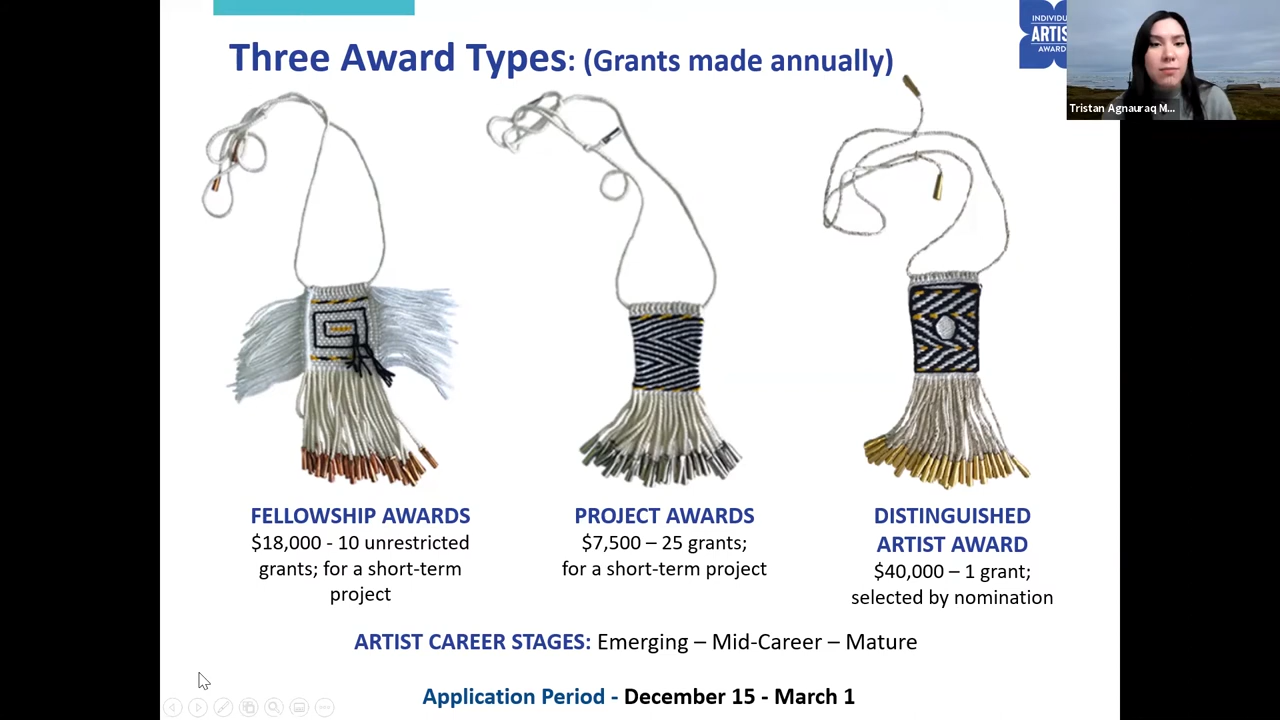 Three Award Types: (Grants made annually)
ARTIS
AWARD
Tristan Agnauraq M...
FELLOWSHIP AWARDS
$18,000 - 10 unrestricted
grants; for a short-term
project
PROJECT AWARDS
$7,500 – 25 grants;
for a short-term project
DISTINGUISHED
ARTIST AWARD
$40,000 – 1 grant;
selected by nomination
ARTIST CAREER STAGES: Emerging – Mid-Career – Mature
Application Period - December 15 - March 1